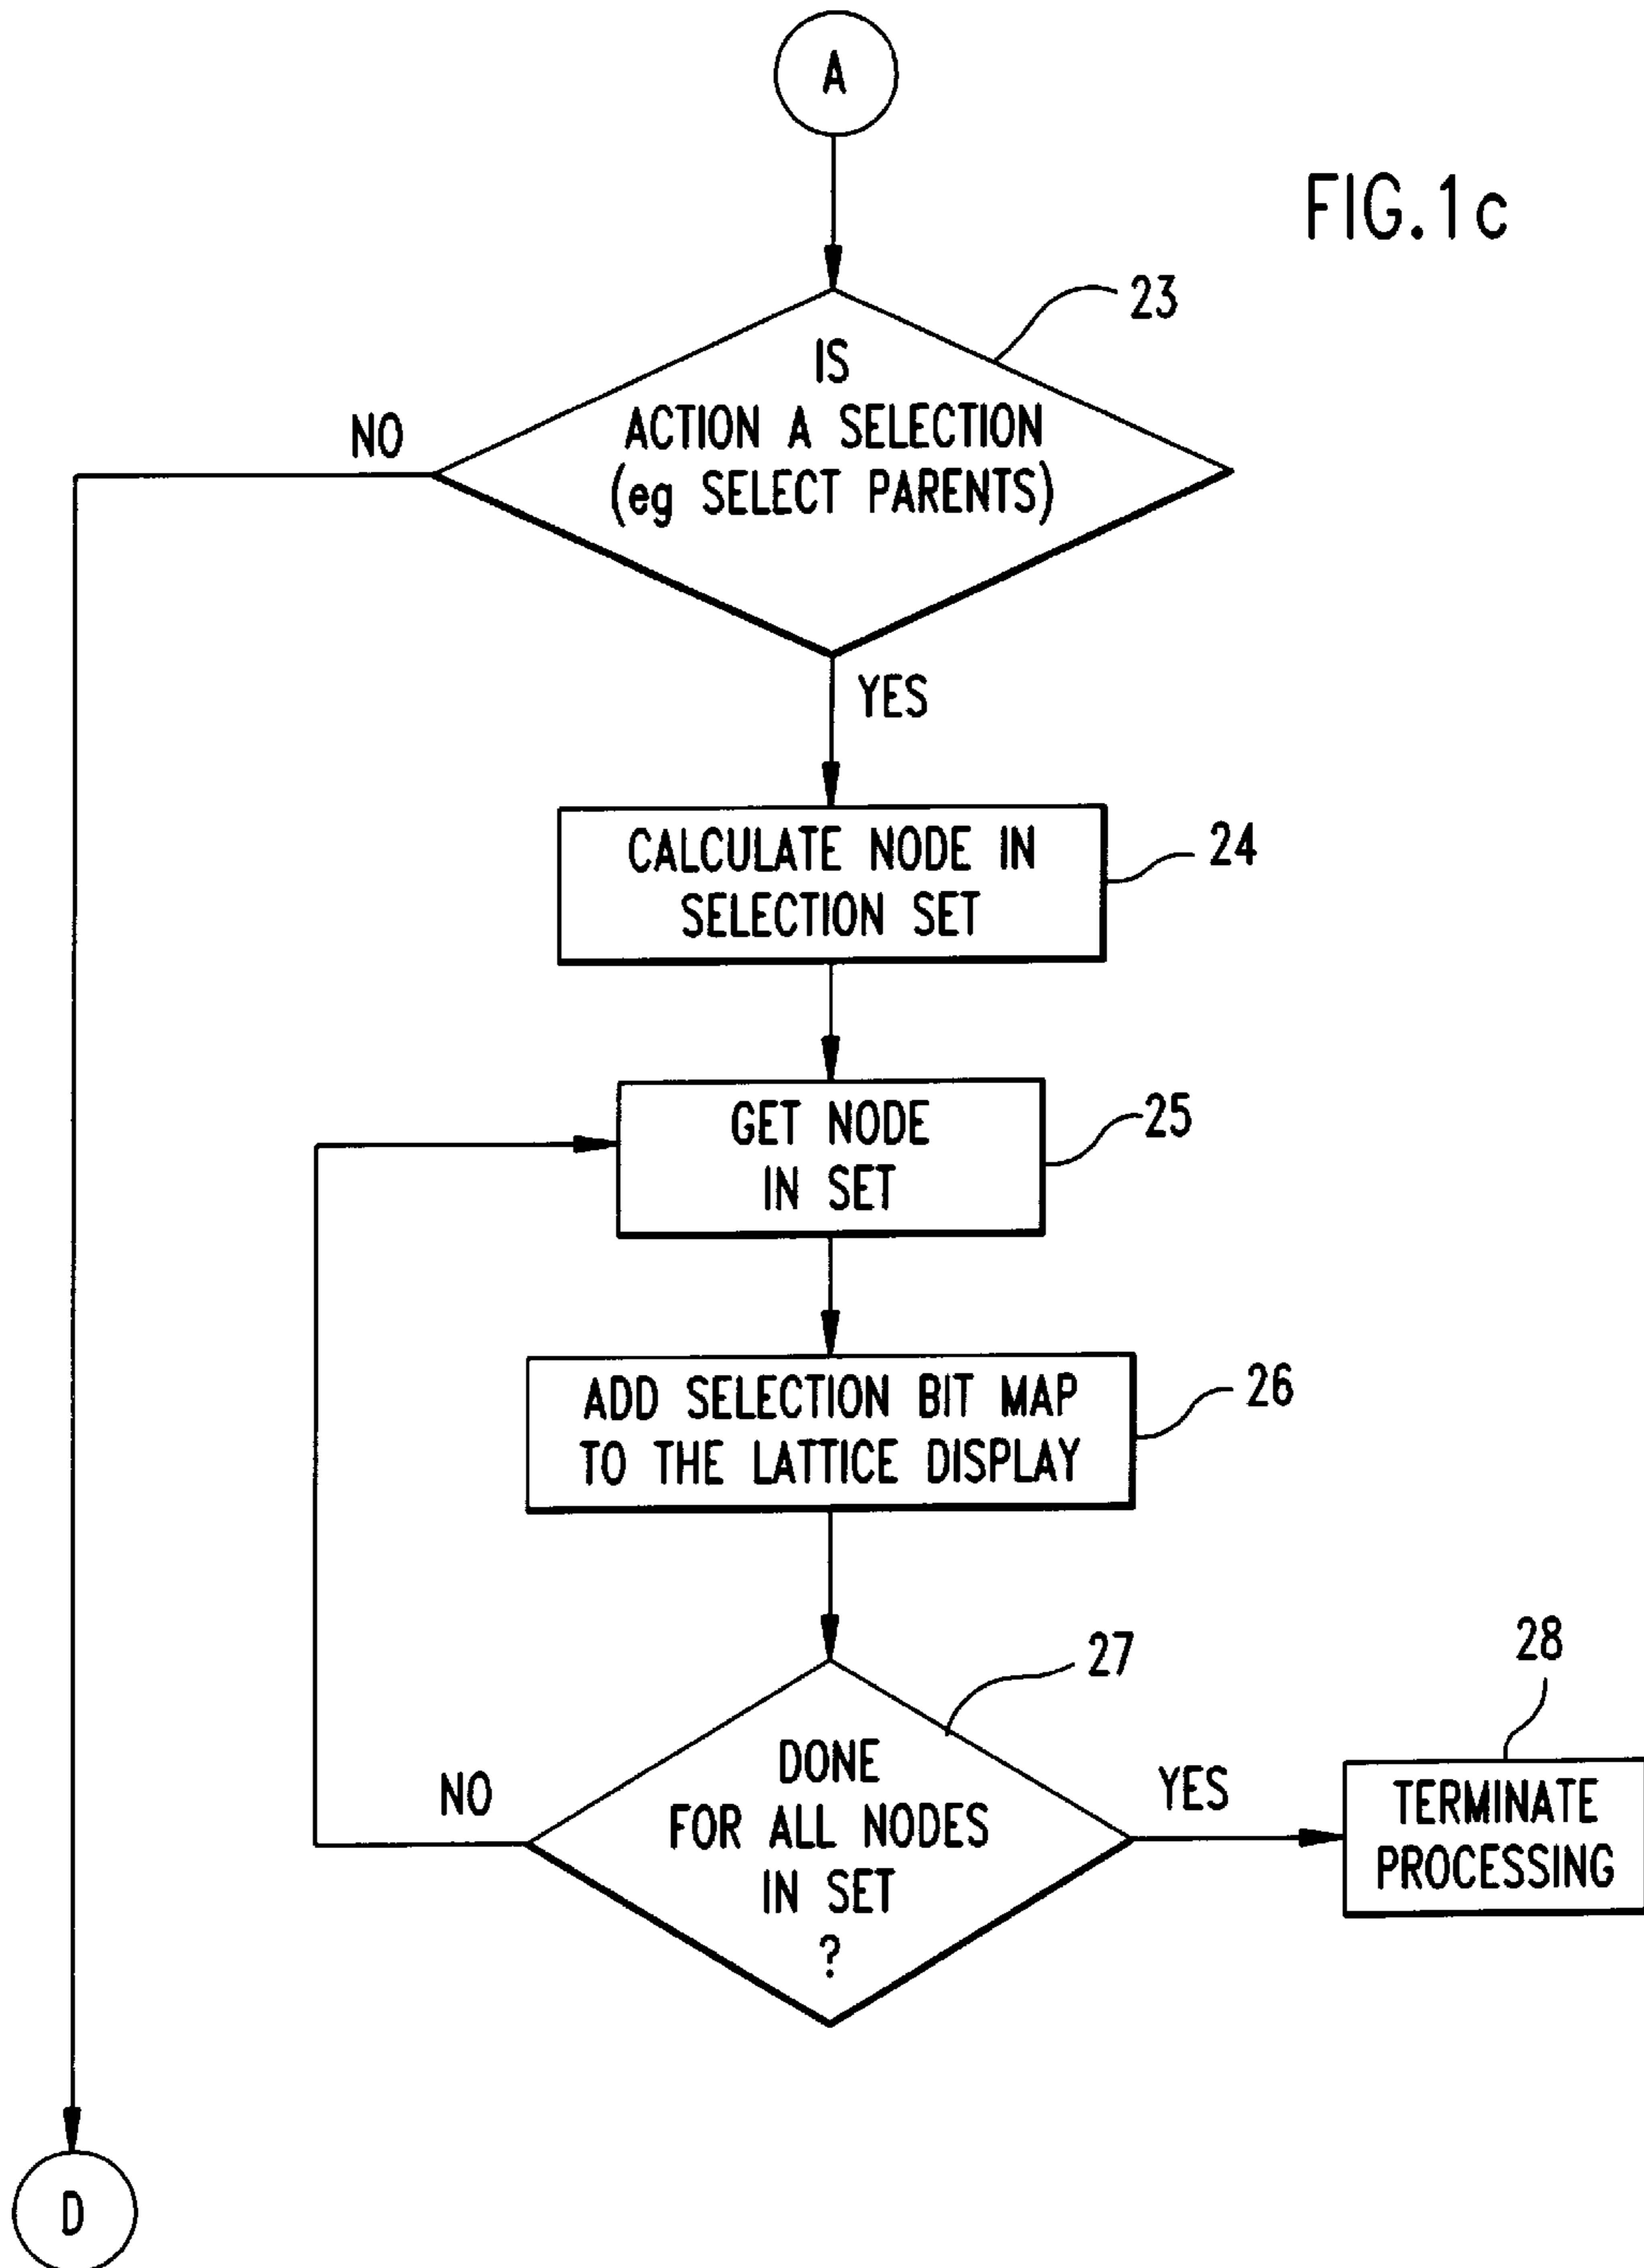 A
FIG.1c
23
IS
ACTION A SELECTION
(eg SELECT PARENTS)
NO
YES
CALCULATE NODE IN
SELECTION SET
24
GET NODE
IN SET
25
ADD SELECTION BIT MAP
TO THE LATTICE DISPLAY
26
27
DONE
FOR ALL NODES
IN SET
?
NO
YES
28
TERMINATE
PROCESSING
D